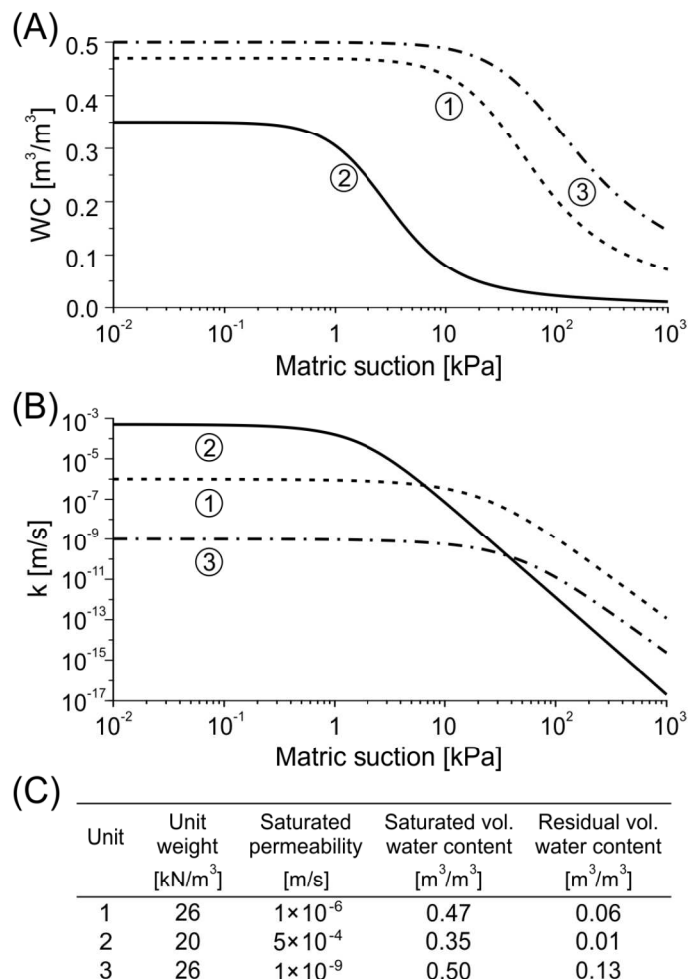 (A)
0.5
0.4
0.3
0.2
0.1
0.0
WC [m³/m³]
①
②
③
10⁻² 10⁻¹ 1 10 10² 10³
Matric suction [kPa]
(B)
10⁻³
10⁻⁵
10⁻⁷
10⁻⁹
10⁻¹¹
10⁻¹³
10⁻¹⁵
10⁻¹⁷
k [m/s]
②
①
③
10⁻² 10⁻¹ 1 10 10² 10³
Matric suction [kPa]
(C)
Unit Unit weight Saturated permeability Saturated vol. water content Residual vol. water content
[kN/m³] [m/s] [m³/m³] [m³/m³]
1 26 1×10⁻⁶ 0.47 0.06
2 20 5×10⁻⁴ 0.35 0.01
3 26 1×10⁻⁹ 0.50 0.13